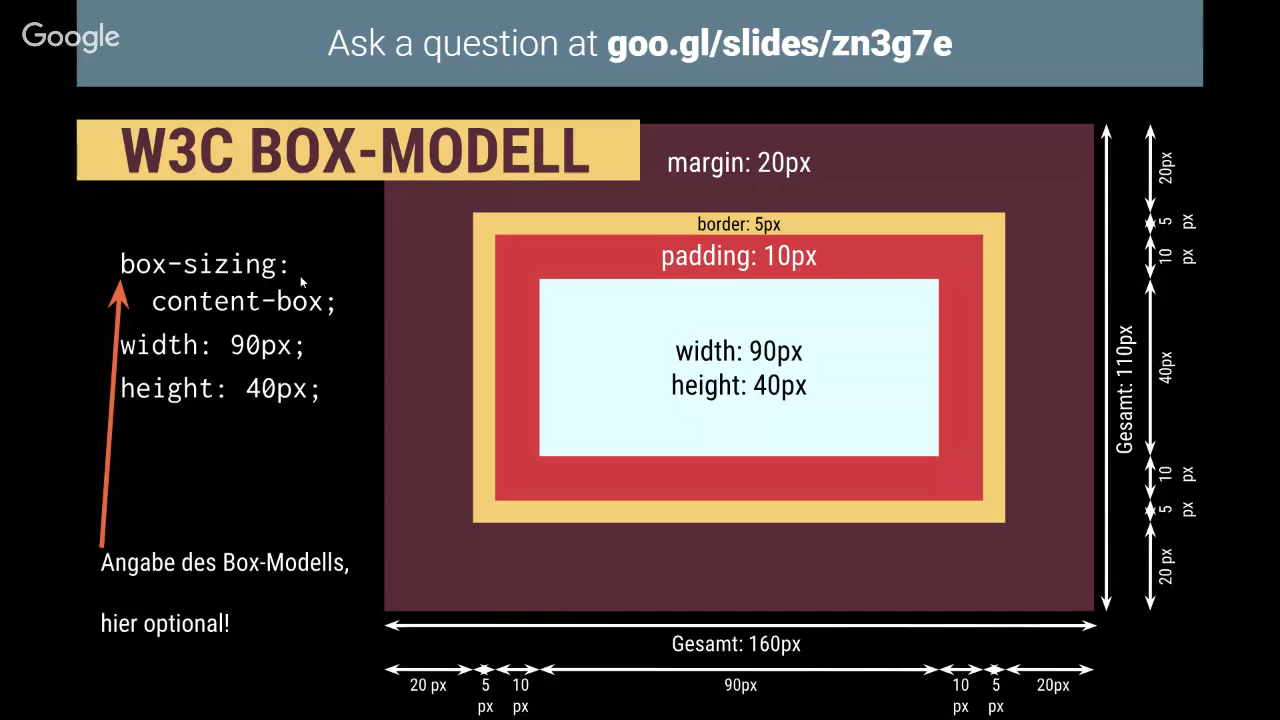 Google
Ask a question at goo.gl/slides/zn3g7e
W3C BOX-MODELL
margin: 20px
border: 5px
padding: 10px
width: 90px
height: 40px
box-sizing:
content-box;
width: 90px;
height: 40px;
Angabe des Box-Modells,
hier optional!
Gesamt: 110px
20px
5 px
10 px
40px
10 px
5 px
20 px
Gesamt: 160px
20 px
5 px
10 px
90px
10 px
5 px
20px